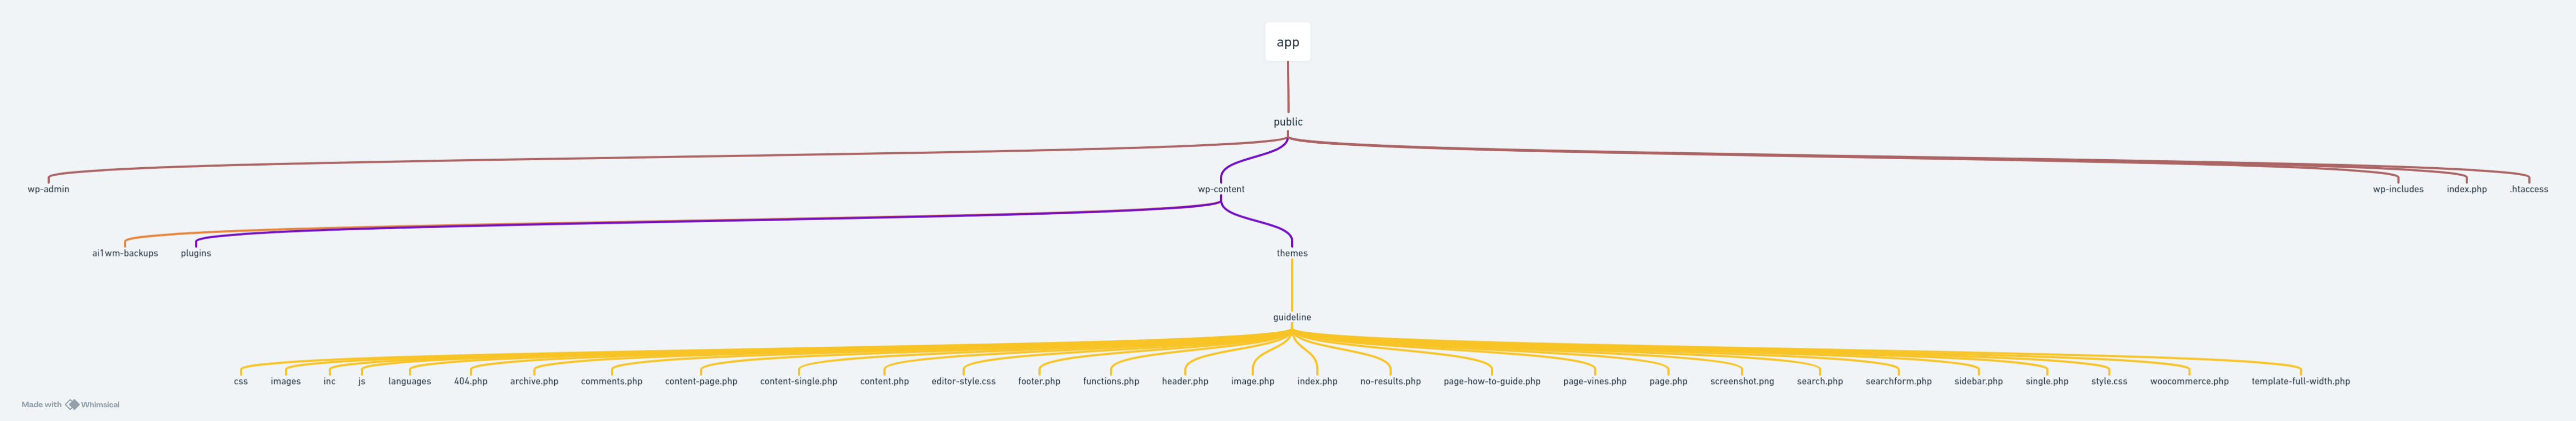 app
public
wp-admin
wp-content
wp-includes
index.php
.htaccess
ai1wm-backups
plugins
themes
guideline
css
images
inc
js
languages
404.php
archive.php
comments.php
content-page.php
content-single.php
content.php
editor-style.css
footer.php
functions.php
header.php
image.php
index.php
no-results.php
page-how-to-guide.php
page-vines.php
page.php
screenshot.png
search.php
searchform.php
sidebar.php
single.php
style.css
woocommerce.php
template-full-width.php
Made with Whimsical